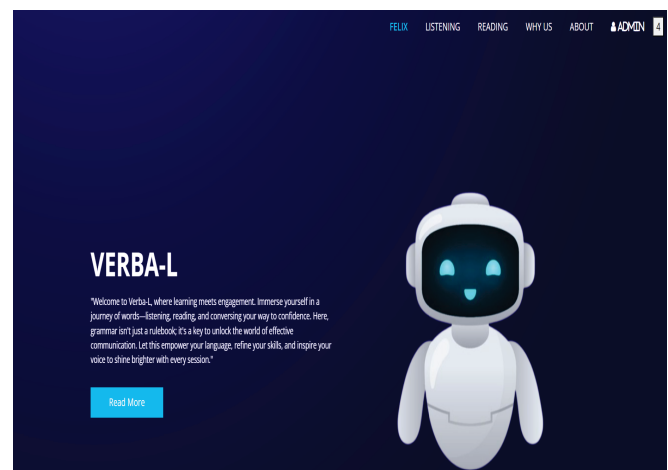 FELIX LISTENING READING WHY US ABOUT ADMIN 4
VERBA-L
"Welcome to Verba-L, where learning meets engagement. Immerse yourself in a
journey of words—listening, reading, and conversing your way to confidence. Here,
grammar isn't just a rulebook; it's a key to unlock the world of effective
communication. Let this empower your language, refine your skills, and inspire your
voice to shine brighter with every session."
Read More